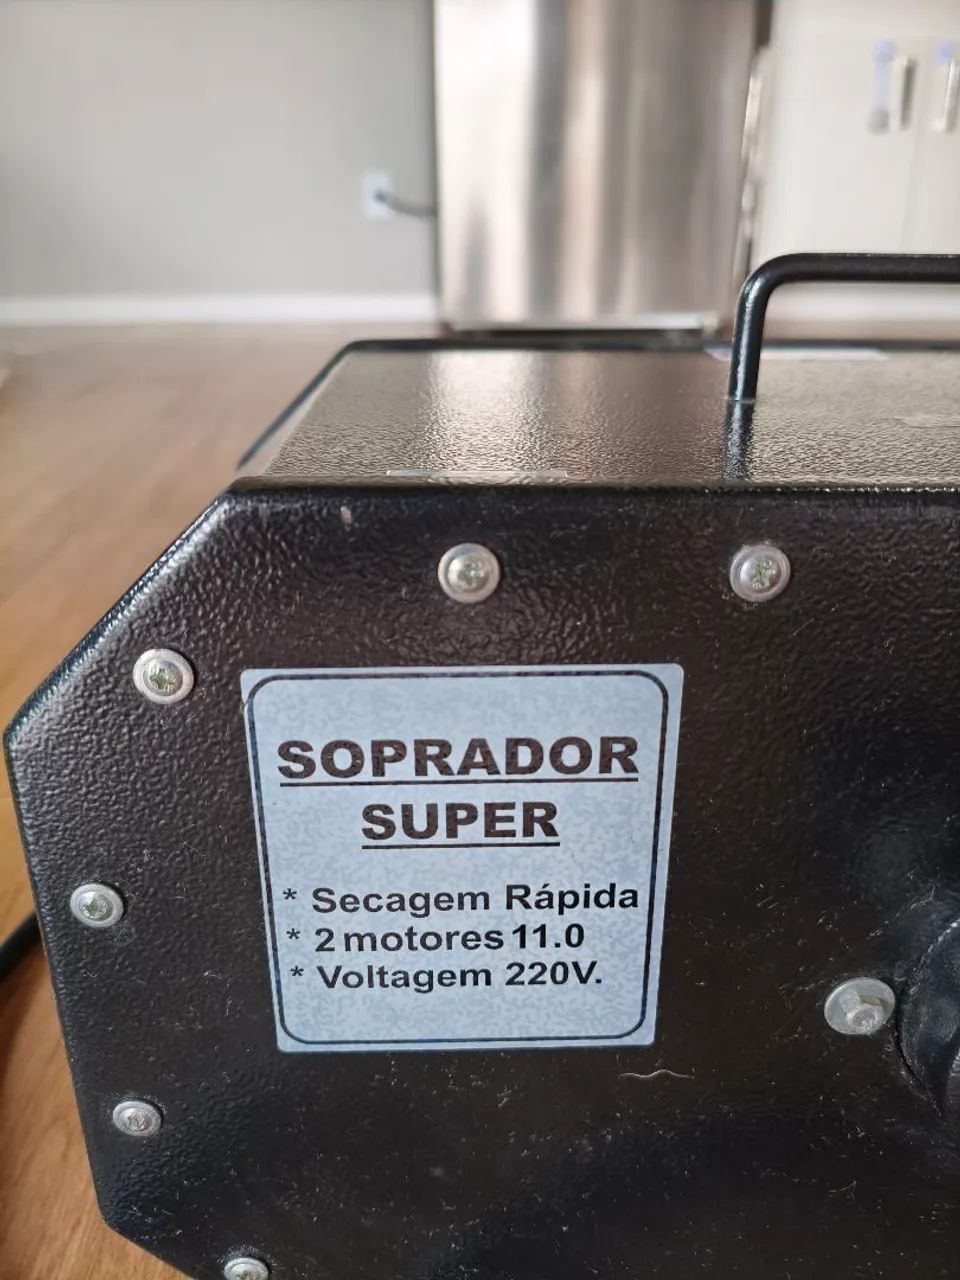 SOPRADOR
SUPER
* Secagem Rápida
* 2 motores 11.0
* Voltagem 220V.